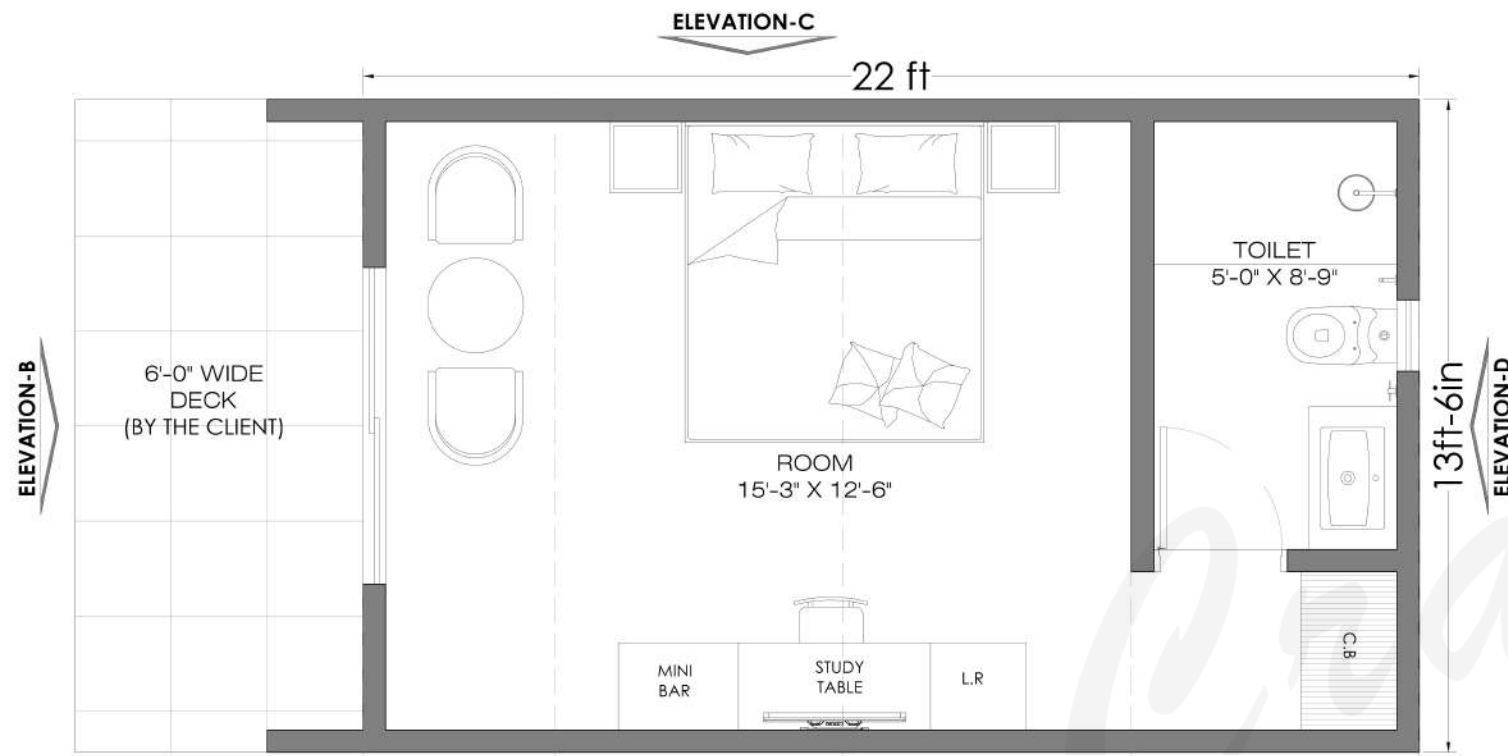 ELEVATION-C
22 ft
TOILET
5'-0" X 8'-9"
ELEVATION-B
6'-0" WIDE
DECK
(BY THE CLIENT)
13ft-6in
ELEVATION-D
ROOM
15'-3" X 12'-6"
C.B
MINI
BAR
STUDY
TABLE
L.R